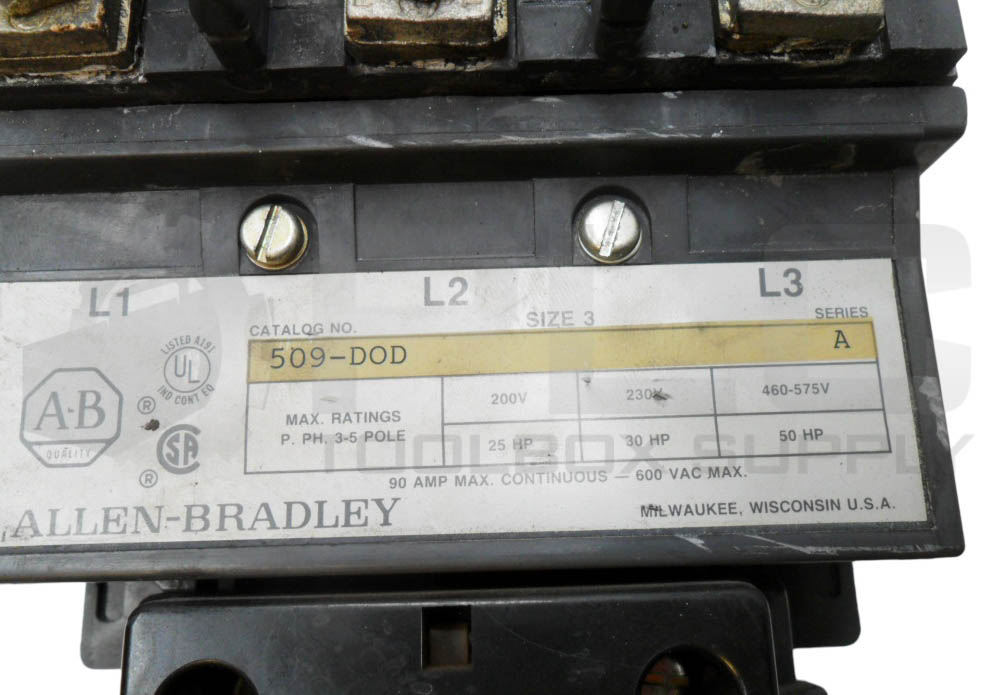 L1 L2 L3
CATALOG NO. SIZE 3 SERIES
509-DOD A
LISTED A191
UL
IND CONT EQ
A-B
QUALITY
®
SA
®
MAX. RATINGS
P. PH. 3-5 POLE
200V 230V 460-575V
25 HP 30 HP 50 HP
90 AMP MAX. CONTINUOUS — 600 VAC MAX.
ALLEN-BRADLEY
MILWAUKEE, WISCONSIN U.S.A.
TOOLBOX SUPPLY